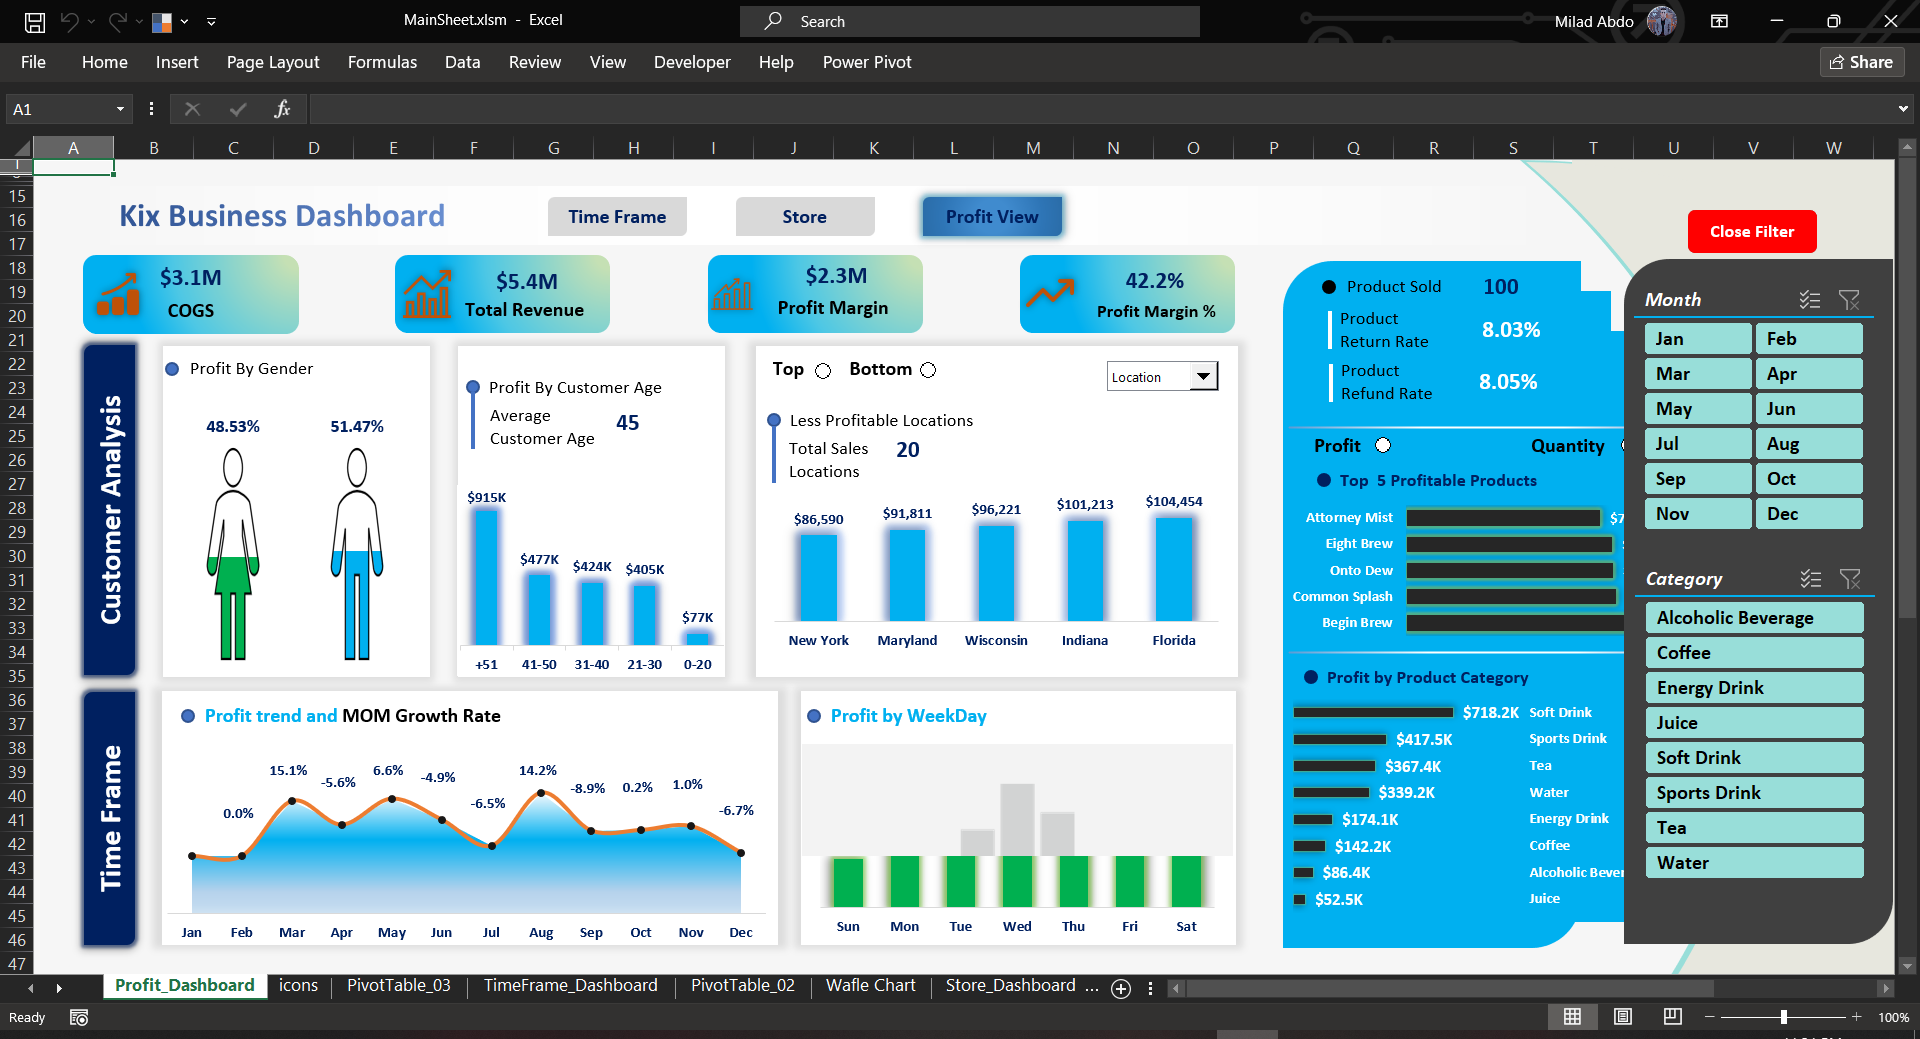 MainSheet.xlsm - Excel
Search
Milad Abdo
File Home Insert Page Layout Formulas Data Review View Developer Help Power Pivot
Share
A1
fx
A B C D E F G H I J K L M N O P Q R S T U V W
15
16
17
18
19
20
21
22
23
24
25
26
27
28
29
30
31
32
33
34
35
36
37
38
39
40
41
42
43
44
45
46
47
Kix Business Dashboard
Time Frame
Store
Profit View
Close Filter
$3.1M
COGS
$5.4M
Total Revenue
$2.3M
Profit Margin
42.2%
Profit Margin %
Customer Analysis
Profit By Gender
48.53% 51.47%
Profit By Customer Age
Average
Customer Age
45
$915K
$477K
$424K
$405K
$77K
+51 41-50 31-40 21-30 0-20
Top Bottom
Location
Less Profitable Locations
Total Sales
Locations
20
$86,590
$91,811
$96,221
$101,213
$104,454
New York Maryland Wisconsin Indiana Florida
Time Frame
Profit trend and MOM Growth Rate
0.0%
15.1%
-5.6%
6.6%
-4.9%
-6.5%
14.2%
-8.9%
0.2%
1.0%
-6.7%
Jan Feb Mar Apr May Jun Jul Aug Sep Oct Nov Dec
Profit by WeekDay
Sun Mon Tue Wed Thu Fri Sat
Product Sold 100
Product
Return Rate
8.03%
Product
Refund Rate
8.05%
Profit Quantity
Top 5 Profitable Products
Attorney Mist $7
Eight Brew
Onto Dew
Common Splash
Begin Brew
Profit by Product Category
$718.2K Soft Drink
$417.5K Sports Drink
$367.4K Tea
$339.2K Water
$174.1K Energy Drink
$142.2K Coffee
$86.4K Alcoholic Bever
$52.5K Juice
Month
Jan Feb
Mar Apr
May Jun
Jul Aug
Sep Oct
Nov Dec
Category
Alcoholic Beverage
Coffee
Energy Drink
Juice
Soft Drink
Sports Drink
Tea
Water
Profit_Dashboard icons PivotTable_03 TimeFrame_Dashboard PivotTable_02 Wafle Chart Store_Dashboard ...
Ready
100%